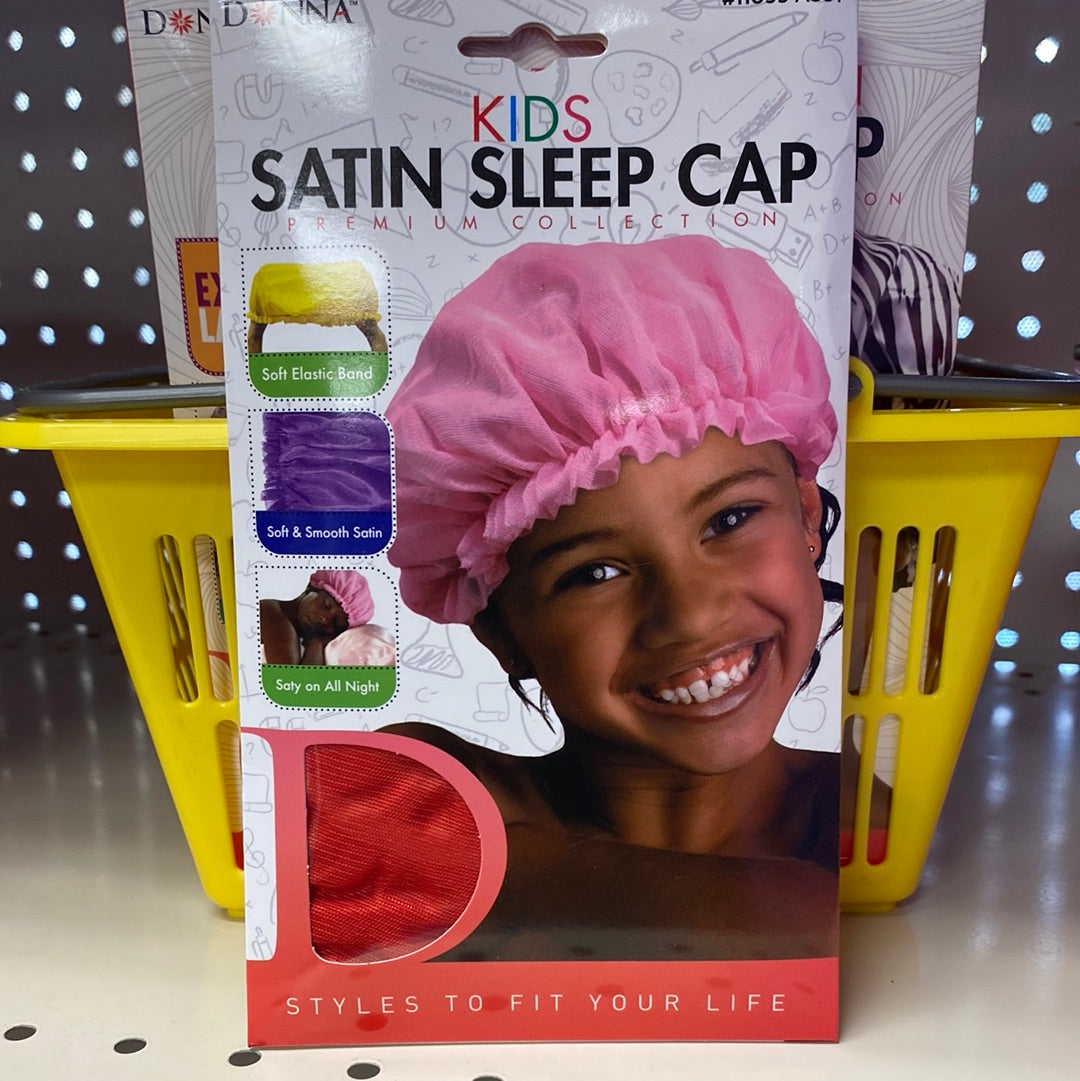 DONNA
KIDS
SATIN SLEEP CAP
PREMIUM COLLECTION
Soft Elastic Band
Soft & Smooth Satin
Saty on All Night
STYLES TO FIT YOUR LIFE